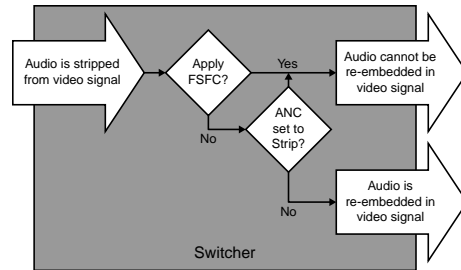 Audio is stripped
from video signal
Apply
FSFC?
Yes
Audio cannot be
re-embedded in
video signal
No
ANC
set to
Strip?
No
Audio is
re-embedded in
video signal
Switcher